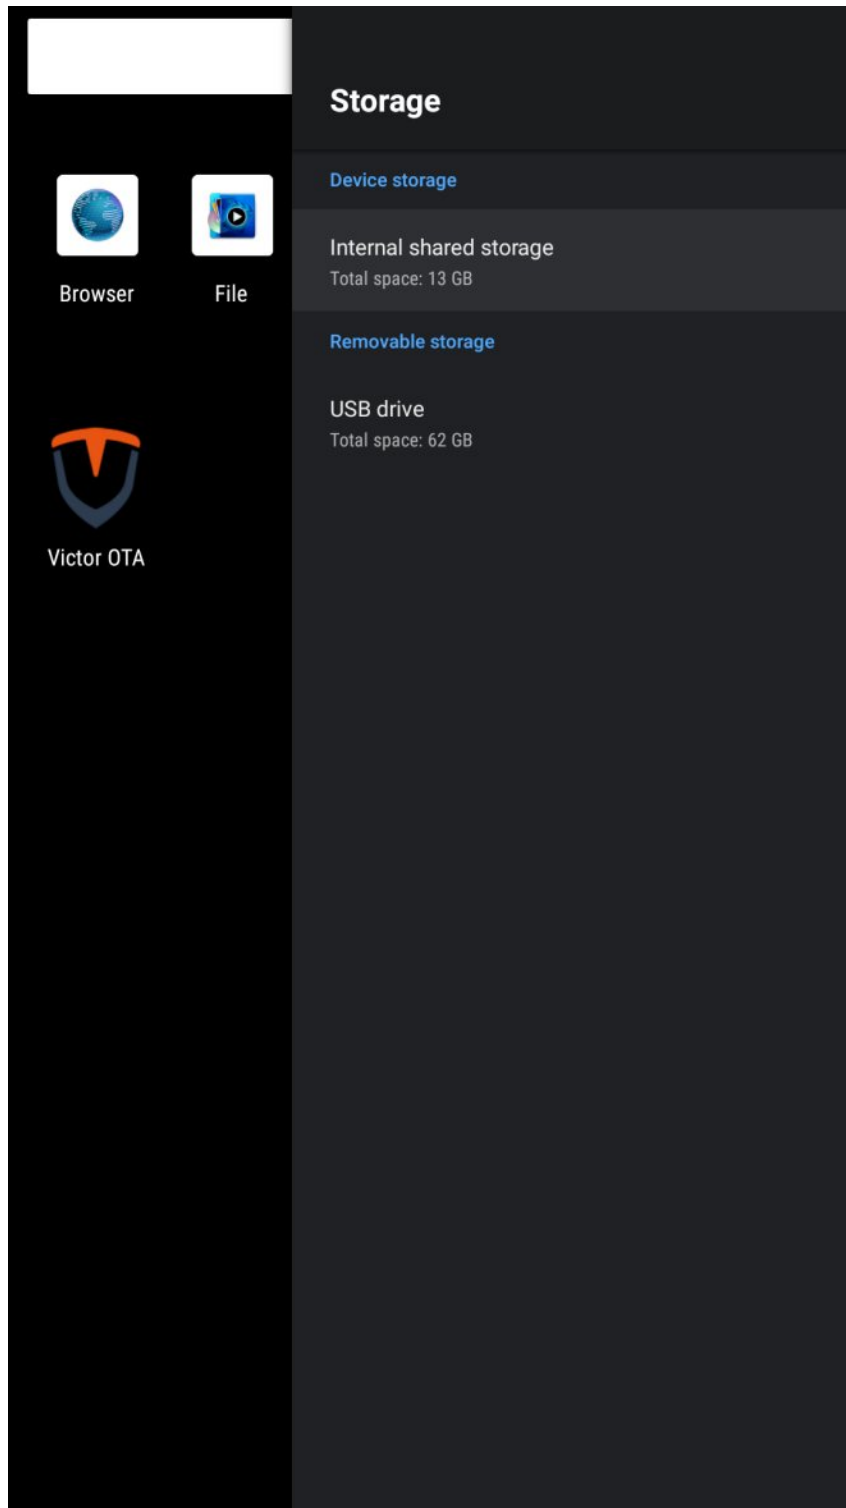 Storage
Device storage
Internal shared storage
Total space: 13 GB
Removable storage
USB drive
Total space: 62 GB
Browser
File
Victor OTA